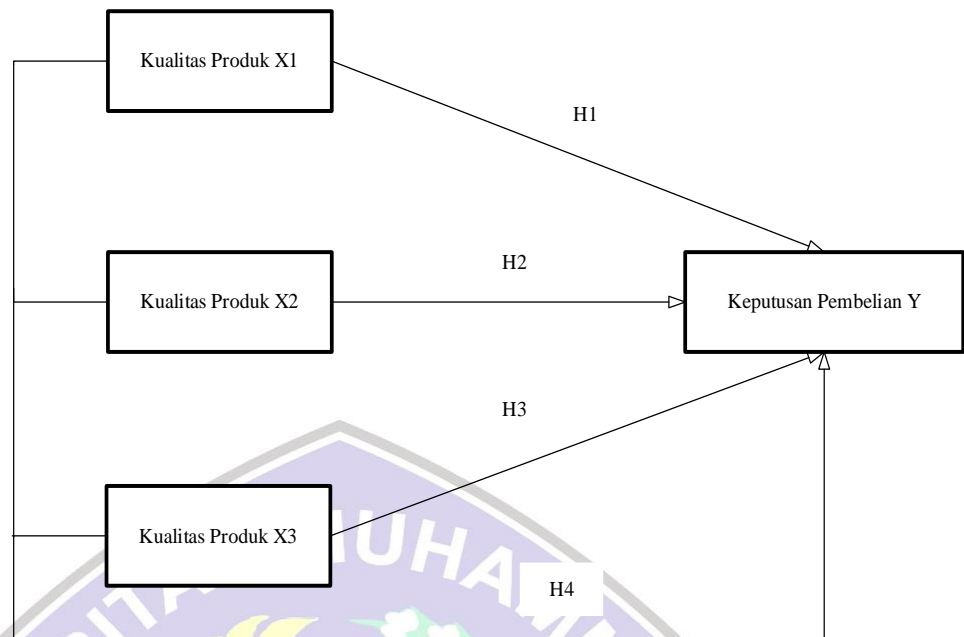 Kualitas Produk X1
H1
H2
Kualitas Produk X2
Keputusan Pembelian Y
H3
Kualitas Produk X3
H4